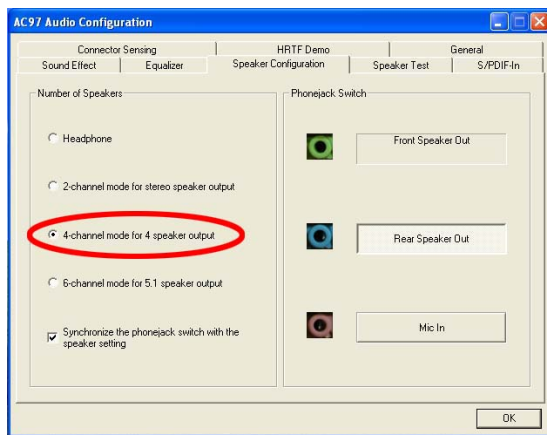 AC97 Audio Configuration
Connector Sensing HRTF Demo General
Sound Effect Equalizer Speaker Configuration Speaker Test S/PDIF-In
Number of Speakers
Headphone
2-channel mode for stereo speaker output
4-channel mode for 4 speaker output
6-channel mode for 5.1 speaker output
Synchronize the phonejack switch with the
speaker setting
Phonejack Switch
Front Speaker Out
Rear Speaker Out
Mic In
OK